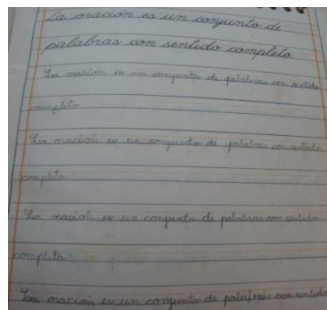 La oración es un conjunto de
palabras con sentido completo
La oración es un conjunto de palabras con sentido
completo
La oración es un conjunto de palabras con sentido
completo
La oración es un conjunto de palabras con sentido
completo
La oración es un conjunto de palabras con sentido